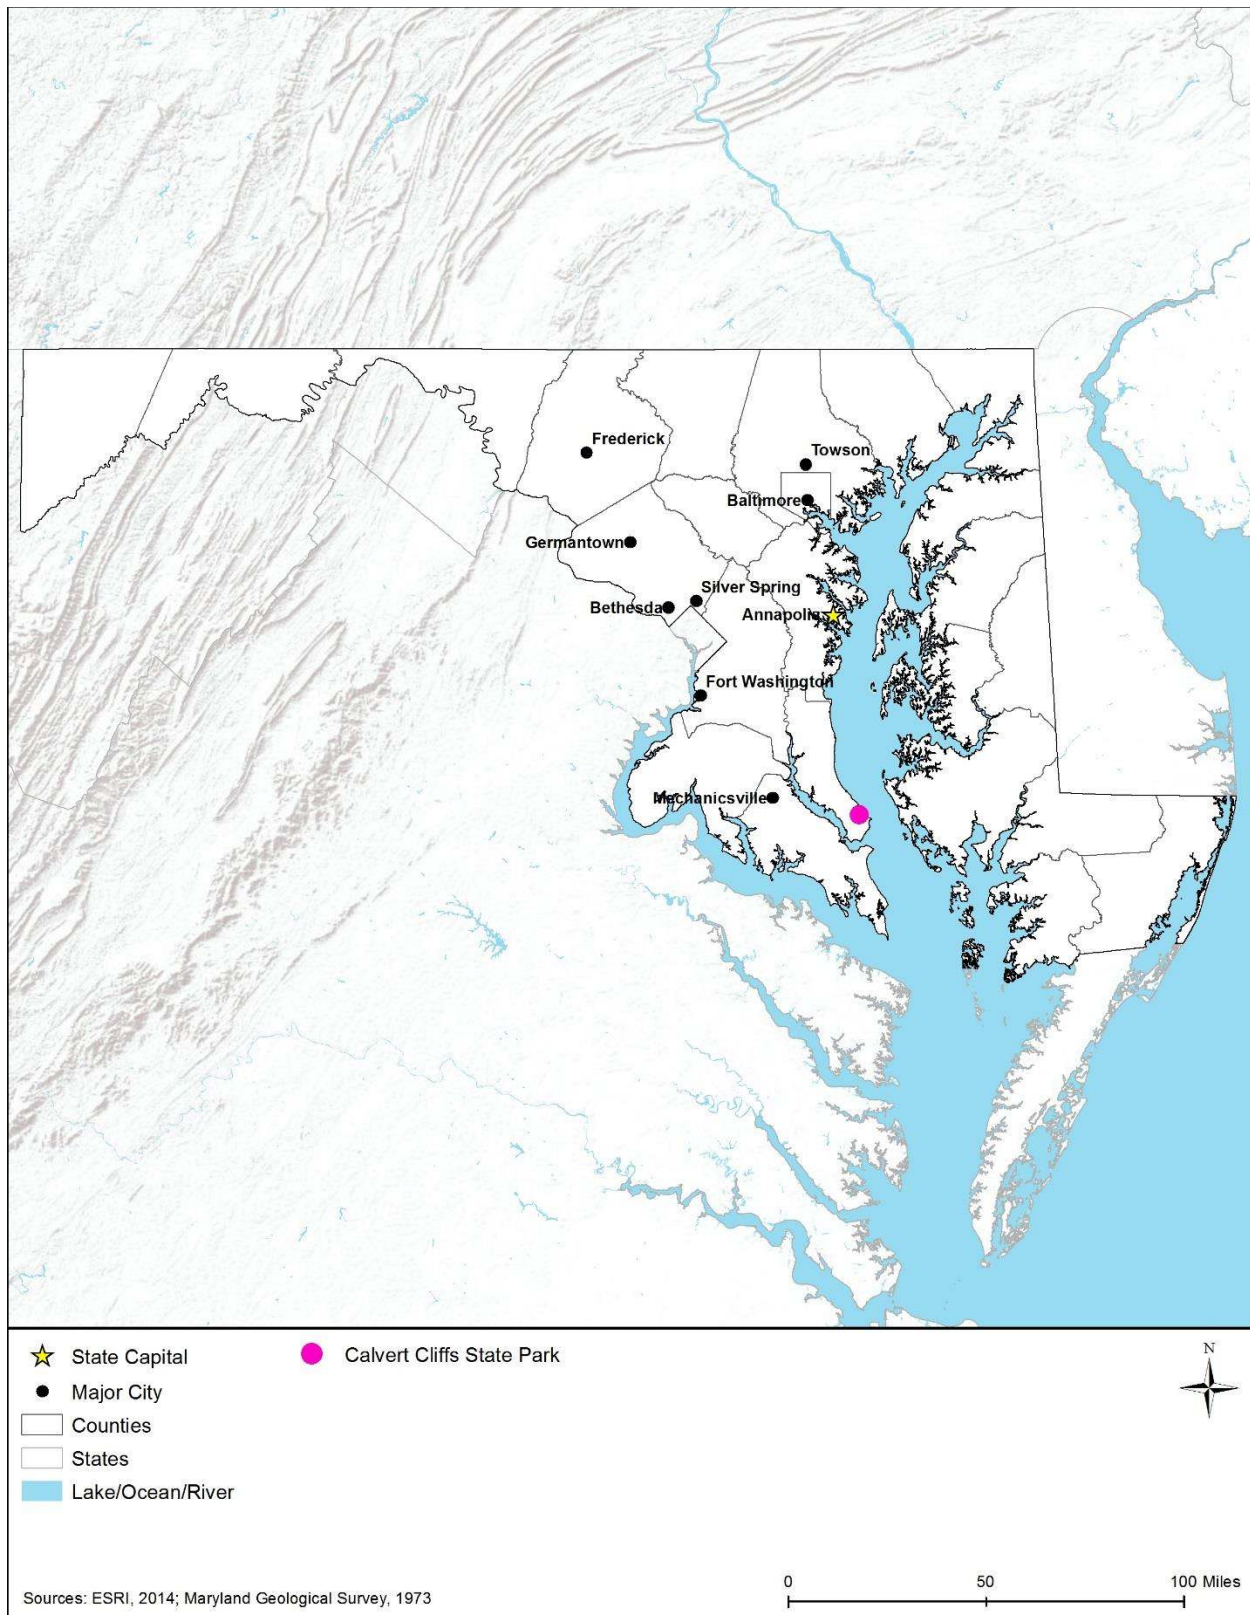 Frederick
Towson
Baltimore
Germantown
Silver Spring
Bethesda
Annapolis
Fort Washington
Mechanicsville
State Capital
Calvert Cliffs State Park
N
Major City
Counties
States
Lake/Ocean/River
0 50 100 Miles
Sources: ESRI, 2014; Maryland Geological Survey, 1973